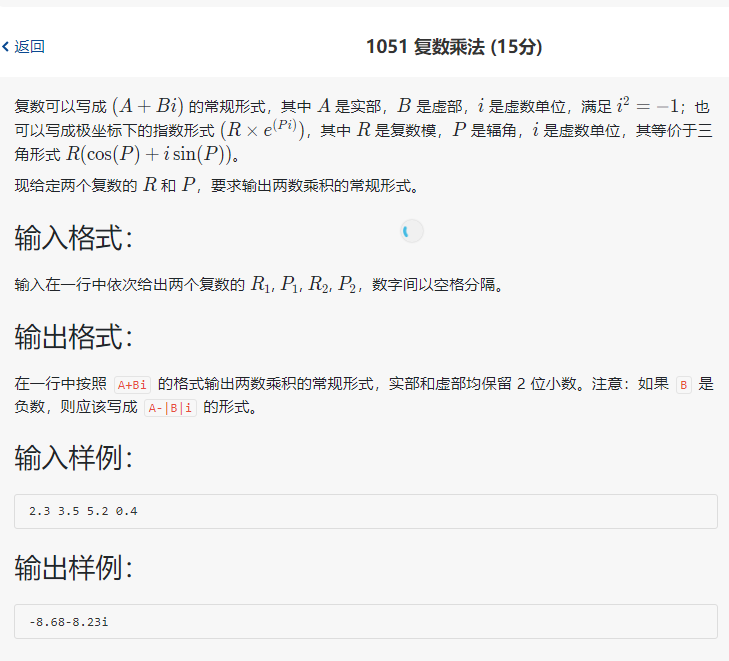 返回
1051 复数乘法 (15分)
复数可以写成 (A + Bi) 的常规形式，其中 A 是实部，B 是虚部，i 是虚数单位，满足 i² = −1；也
可以写成极坐标下的指数形式 (R × e^(Pi))，其中 R 是复数模，P 是辐角，i 是虚数单位，其等价于三
角形式 R(cos(P) + i sin(P))。
现给定两个复数的 R 和 P，要求输出两数乘积的常规形式。
输入格式：
输入在一行中依次给出两个复数的 R₁, P₁, R₂, P₂，数字间以空格分隔。
输出格式：
在一行中按照 A+Bi 的格式输出两数乘积的常规形式，实部和虚部均保留 2 位小数。注意：如果 B 是
负数，则应该写成 A-|B|i 的形式。
输入样例：
2.3 3.5 5.2 0.4
输出样例：
-8.68-8.23i